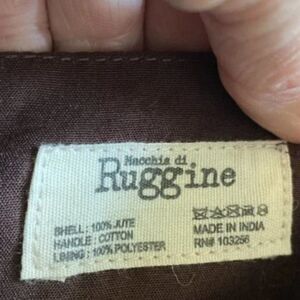 Macchia di
Ruggine
SHELL: 100% JUTE
HANDLE : COTTON
LINING : 100% POLYESTER
MADE IN INDIA
RN# 103256